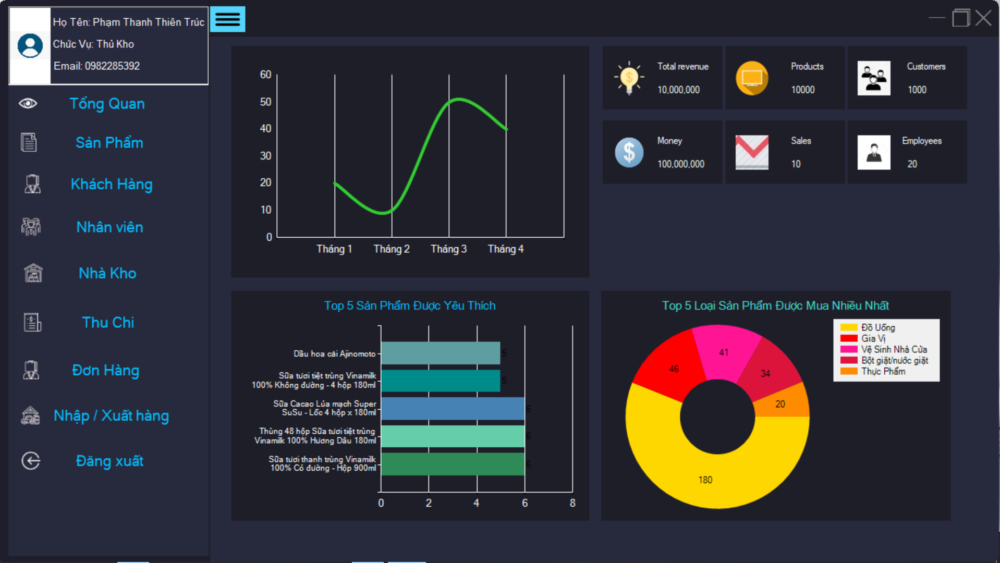 Họ Tên: Phạm Thanh Thiên Trúc
Chức Vụ: Thủ Kho
Email: 0982285392
Tổng Quan
Sản Phẩm
Khách Hàng
Nhân viên
Nhà Kho
Thu Chi
Đơn Hàng
Nhập / Xuất hàng
Đăng xuất
60
50
40
30
20
10
0
Tháng 1 Tháng 2 Tháng 3 Tháng 4
Total revenue
10,000,000
Products
10000
Customers
1000
Money
100,000,000
Sales
10
Employees
20
Top 5 Sản Phẩm Được Yêu Thích
Dầu hoa cải Ajinomoto
5
Sữa tươi tiệt trùng Vinamilk
100% Không đường - 4 hộp 180ml
5
Sữa Cacao Lúa mạch Super
SuSu - Lốc 4 hộp x 180ml
6
Thùng 48 hộp Sữa tươi tiệt trùng
Vinamilk 100% Hương Dâu 180ml
6
Sữa tươi thanh trùng Vinamilk
100% Có đường - Hộp 900ml
6
0 2 4 6 8
Top 5 Loại Sản Phẩm Được Mua Nhiều Nhất
Đồ Uống
Gia Vị
Vệ Sinh Nhà Cửa
Bột giặt/nước giặt
Thực Phẩm
41
46
34
20
180